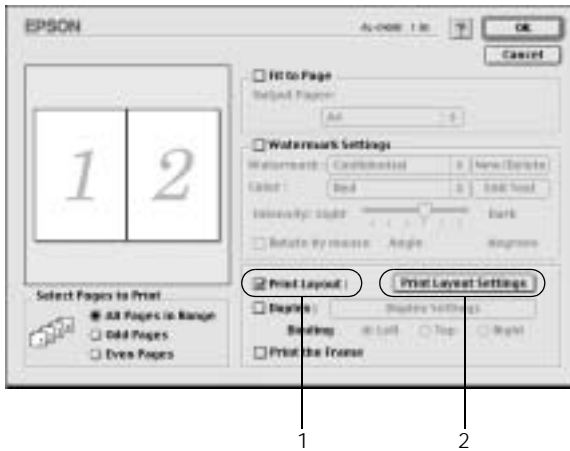 EPSON
OK
Cancel
Fit to Page
Output Paper:
A4
Watermark Settings
Watermark: Confidential New/Delete
Color: Red Edit Text
Intensity: Light Dark
Rotate by mouse Angle degrees
1 2
Print Layout: Print Layout Settings
Select Pages to Print
All Pages in Range
Odd Pages
Even Pages
Duplex: Duplex Settings
Binding Left Top Right
Print the Frame
1 2